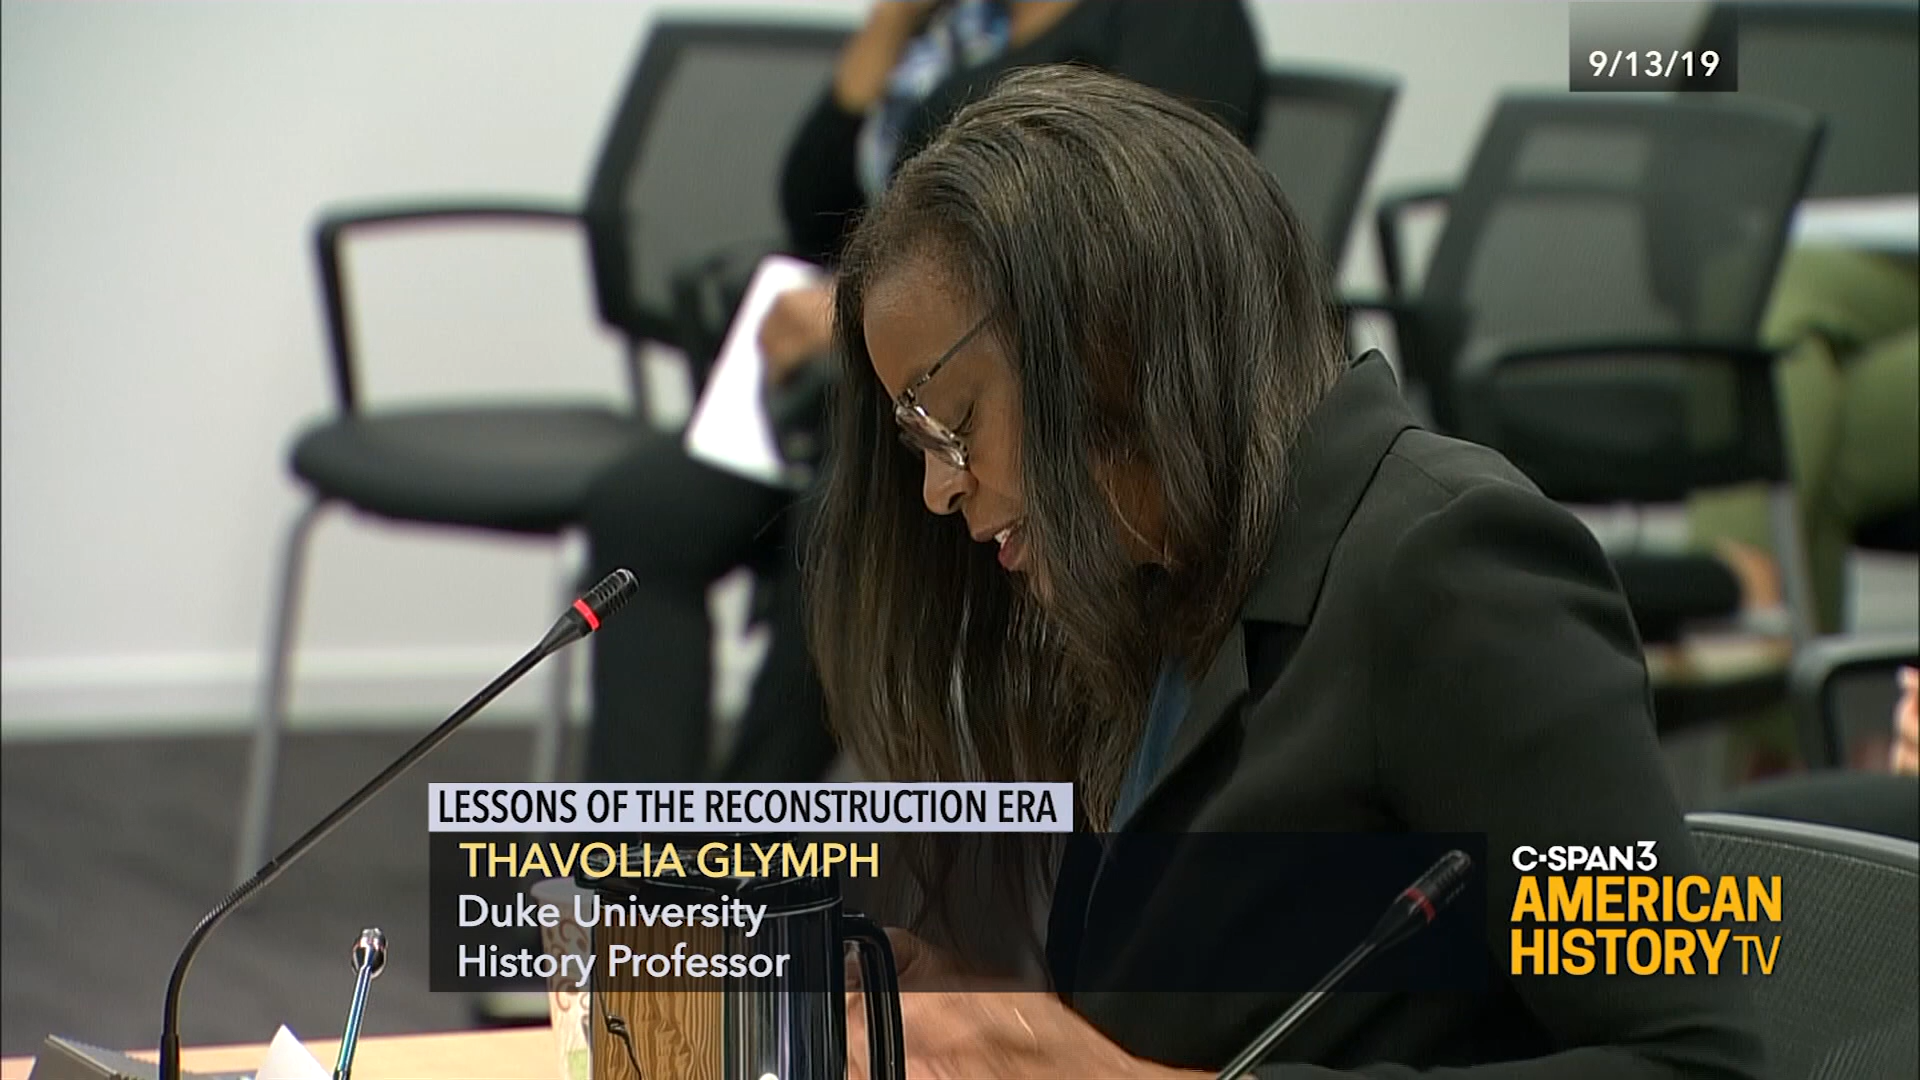 9/13/19
LESSONS OF THE RECONSTRUCTION ERA
THAVOLIA GLYMPH
Duke University
History Professor
C-SPAN3
AMERICAN
HISTORY TV